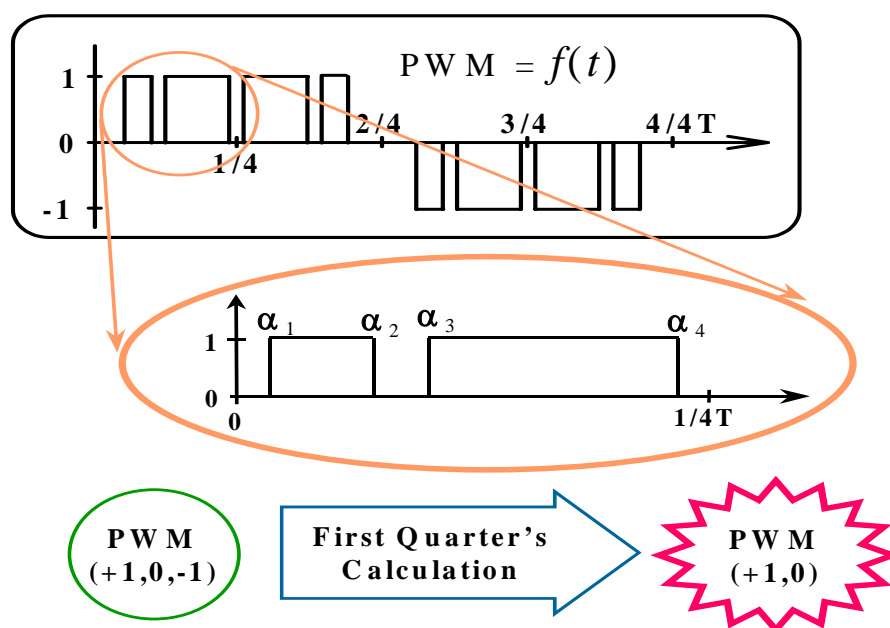 PWM = f(t)
1
2/4 3/4 4/4 T
0
1/4
-1
α1 α2 α3 α4
1
0
0 1/4T
PWM
(+1,0,-1)
First Quarter's
Calculation
PWM
(+1,0)